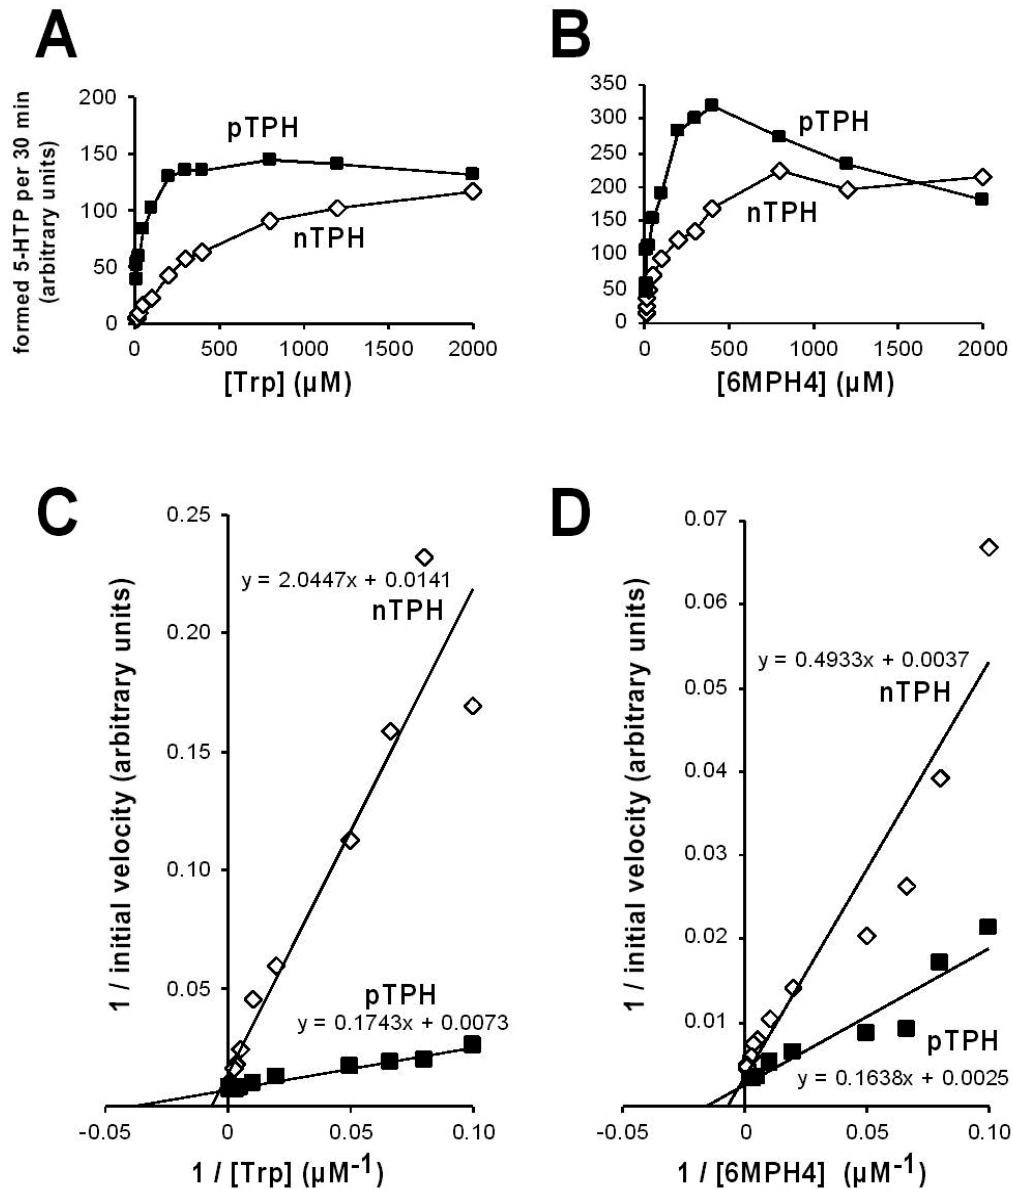 A
formed 5-HTP per 30 min
(arbitrary units)
200
150
100
50
0
pTPH
nTPH
0 500 1000 1500 2000
[Trp] (μM)
B
350
300
250
200
150
100
50
0
pTPH
nTPH
0 500 1000 1500 2000
[6MPH4] (μM)
C
1 / initial velocity (arbitrary units)
0.25
0.20
0.15
0.10
0.05
y = 2.0447x + 0.0141
nTPH
pTPH
y = 0.1743x + 0.0073
-0.05 0 0.05 0.10
1 / [Trp] (μM-1)
D
1 / initial velocity (arbitrary units)
0.07
0.06
0.05
0.04
0.03
0.02
0.01
y = 0.4933x + 0.0037
nTPH
pTPH
y = 0.1638x + 0.0025
-0.05 0 0.05 0.10
1 / [6MPH4] (μM-1)